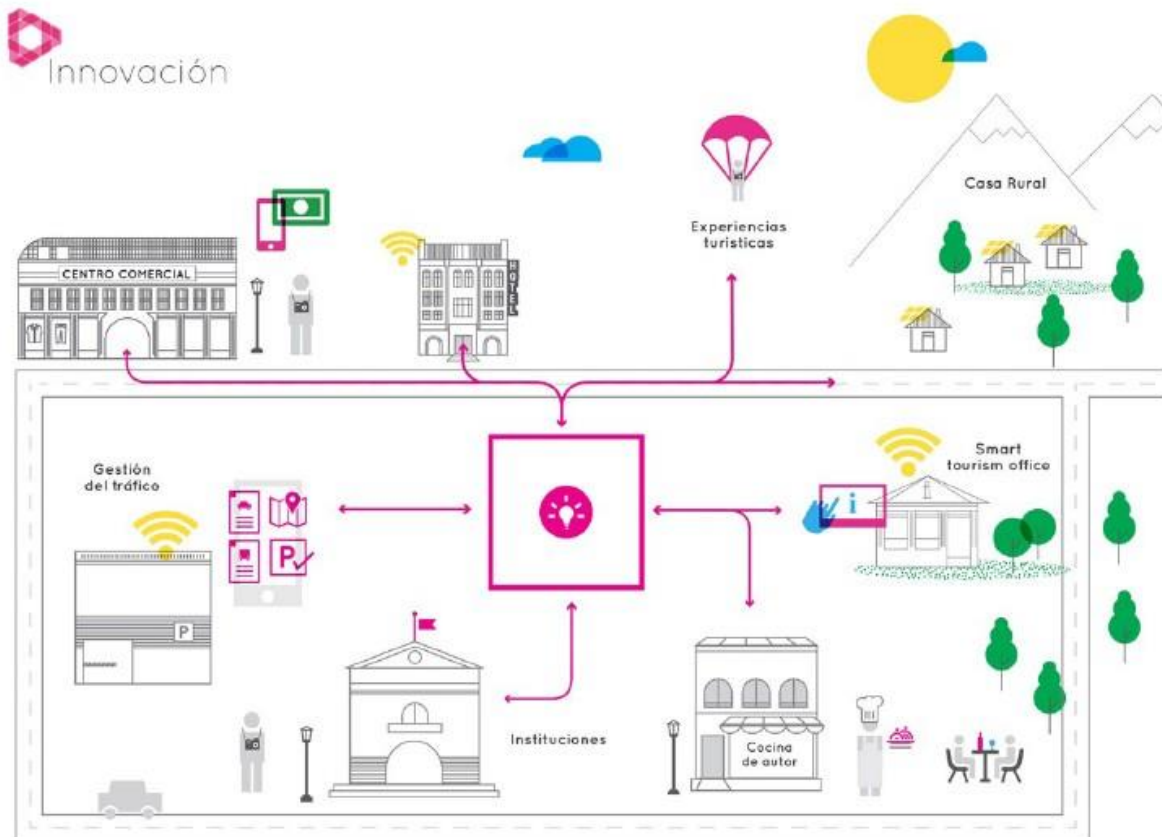 Innovación
Casa Rural
Experiencias
turísticas
CENTRO COMERCIAL
HOTEL
Gestión
del tráfico
Smart
tourism office
i
i
P
P
Instituciones
Cocina
de autor